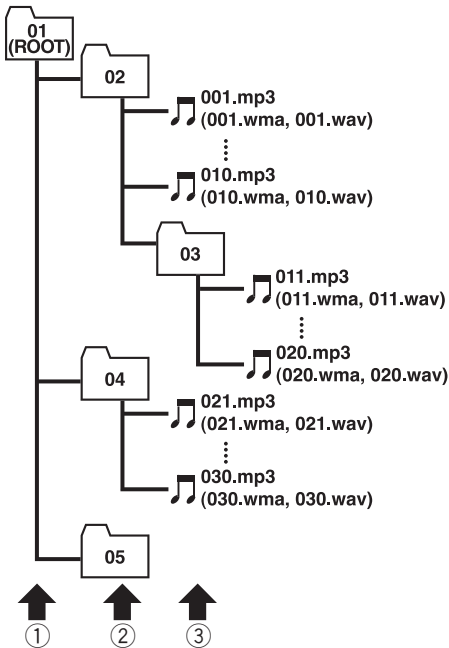 01
(ROOT)
02
001.mp3
(001.wma, 001.wav)
010.mp3
(010.wma, 010.wav)
03
011.mp3
(011.wma, 011.wav)
020.mp3
(020.wma, 020.wav)
04
021.mp3
(021.wma, 021.wav)
030.mp3
(030.wma, 030.wav)
05
① ② ③